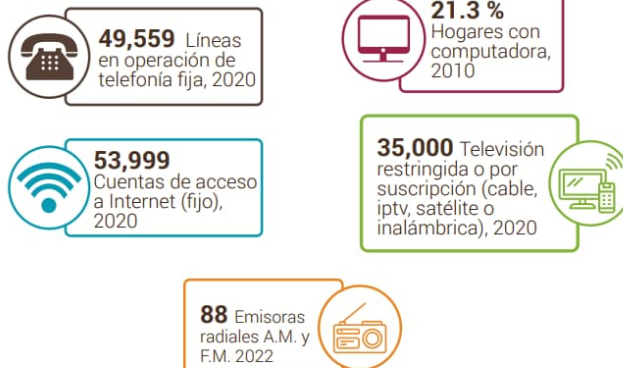 49,559 Líneas
en operación de
telefonía fija, 2020
21.3 %
Hogares con
computadora,
2010
53,999
Cuentas de acceso
a Internet (fijo),
2020
35,000 Televisión
restringida o por
suscripción (cable,
iptv, satélite o
inalámbrica), 2020
88 Emisoras
radiales A.M. y
F.M. 2022